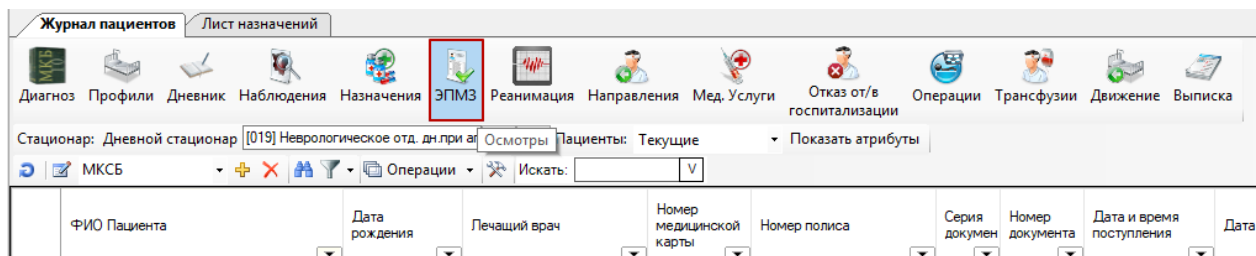 Журнал пациентов Лист назначений
МКБ 10
Диагноз Профили Дневник Наблюдения Назначения ЭПМЗ Реанимация Направления Мед. Услуги Отказ от/в госпитализации Операции Трансфузии Движение Выписка
Стационар: Дневной стационар [019] Неврологическое отд. дн.при ап Осмотры Пациенты: Текущие Показать атрибуты
МКСБ Операции Искать: V
ФИО Пациента Дата рождения Лечащий врач Номер медицинской карты Номер полиса Серия докумен Номер документа Дата и время поступления Дата